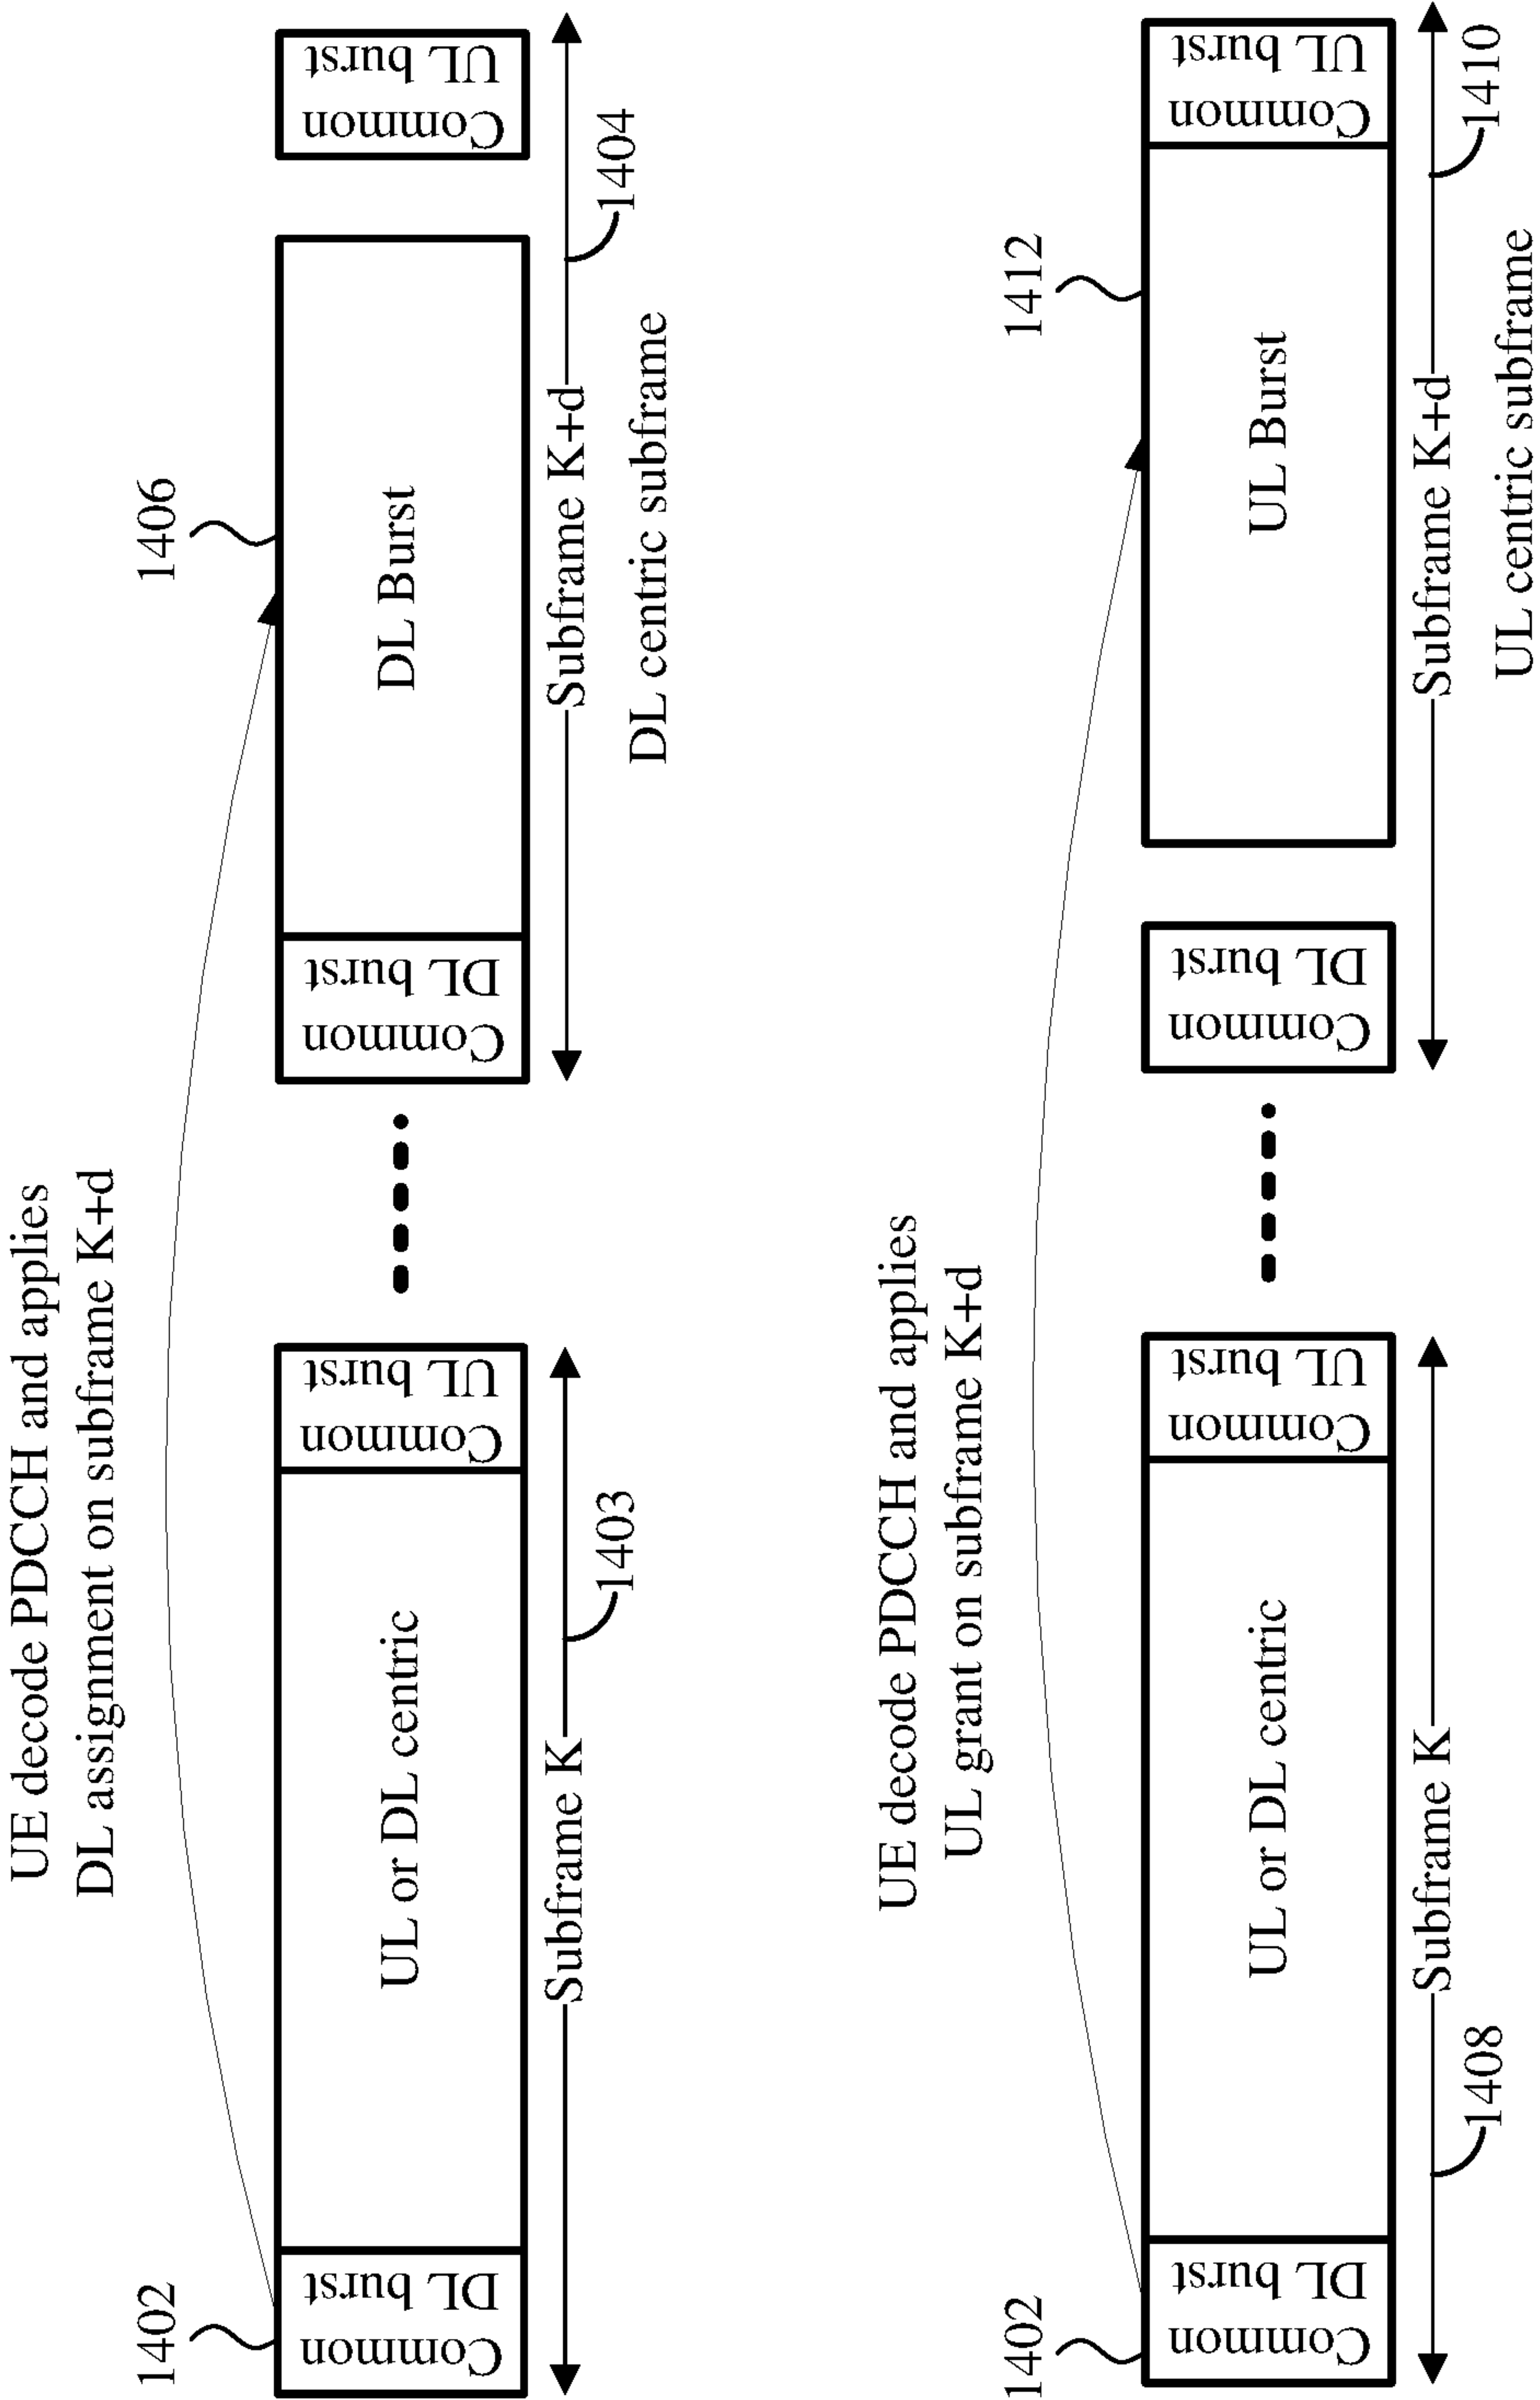 UE decode PDCCH and applies
DL assignment on subframe K+d
1402
1406
Common
DL burst
UL or DL centric
Common
UL burst
Common
DL burst
DL Burst
Common
UL burst
Subframe K
Subframe K+d
1403
1404
DL centric subframe
UE decode PDCCH and applies
UL grant on subframe K+d
1402
1412
Common
DL burst
UL or DL centric
Common
UL burst
Common
DL burst
UL Burst
Common
UL burst
Subframe K
Subframe K+d
1408
1410
UL centric subframe